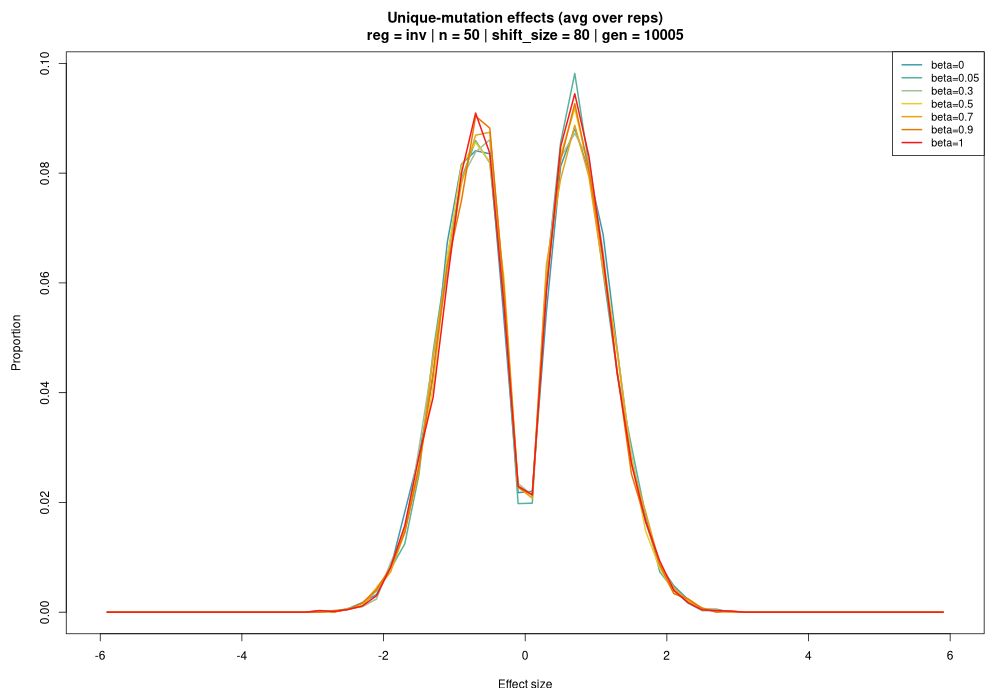 Unique-mutation effects (avg over reps)
reg = inv | n = 50 | shift_size = 80 | gen = 10005
beta=0
beta=0.05
beta=0.3
beta=0.5
beta=0.7
beta=0.9
beta=1
Proportion
0.10
0.08
0.06
0.04
0.02
0.00
-6 -4 -2 0 2 4 6
Effect size